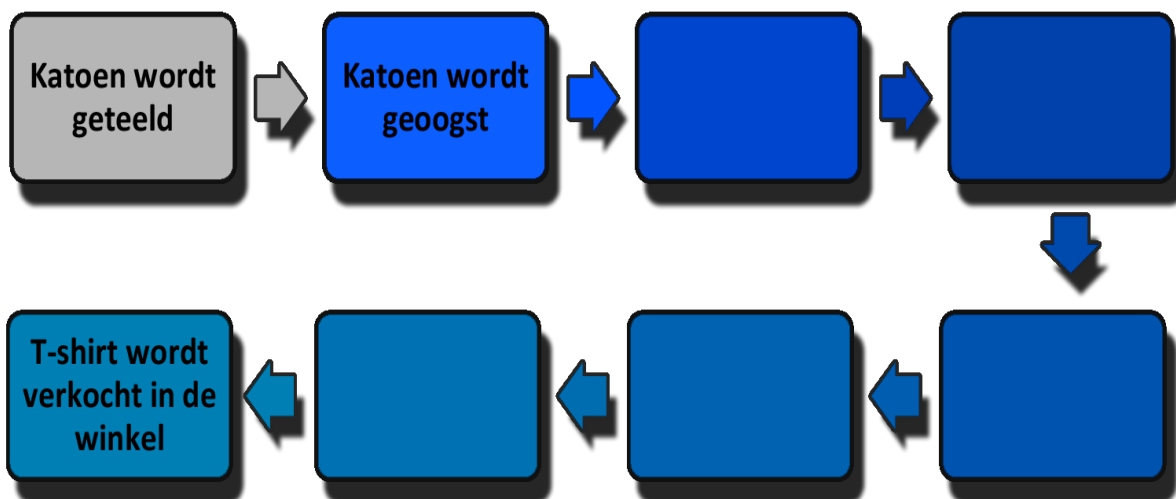 Katoen wordt
geteeld
Katoen wordt
geoogst
T-shirt wordt
verkocht in de
winkel